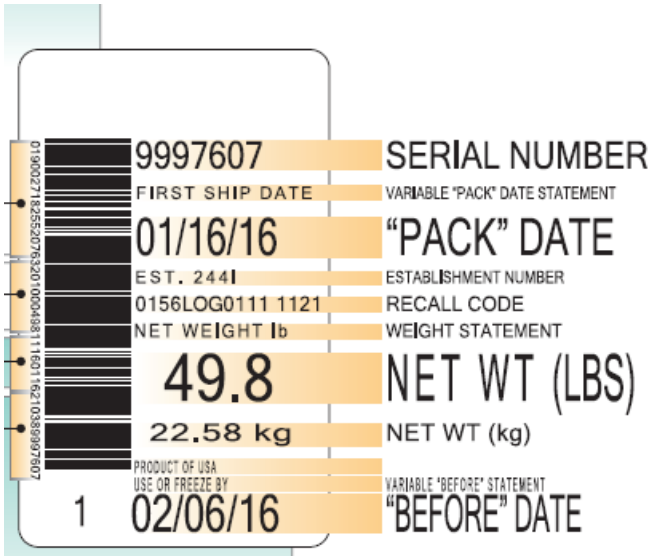 0190027182552076320100049811160116210389997607
9997607 SERIAL NUMBER
FIRST SHIP DATE VARIABLE "PACK" DATE STATEMENT
01/16/16 "PACK" DATE
EST. 244I ESTABLISHMENT NUMBER
0156LOG0111 1121 RECALL CODE
NET WEIGHT lb WEIGHT STATEMENT
49.8 NET WT (LBS)
22.58 kg NET WT (kg)
PRODUCT OF USA
USE OR FREEZE BY VARIABLE "BEFORE" STATEMENT
1 02/06/16 "BEFORE" DATE